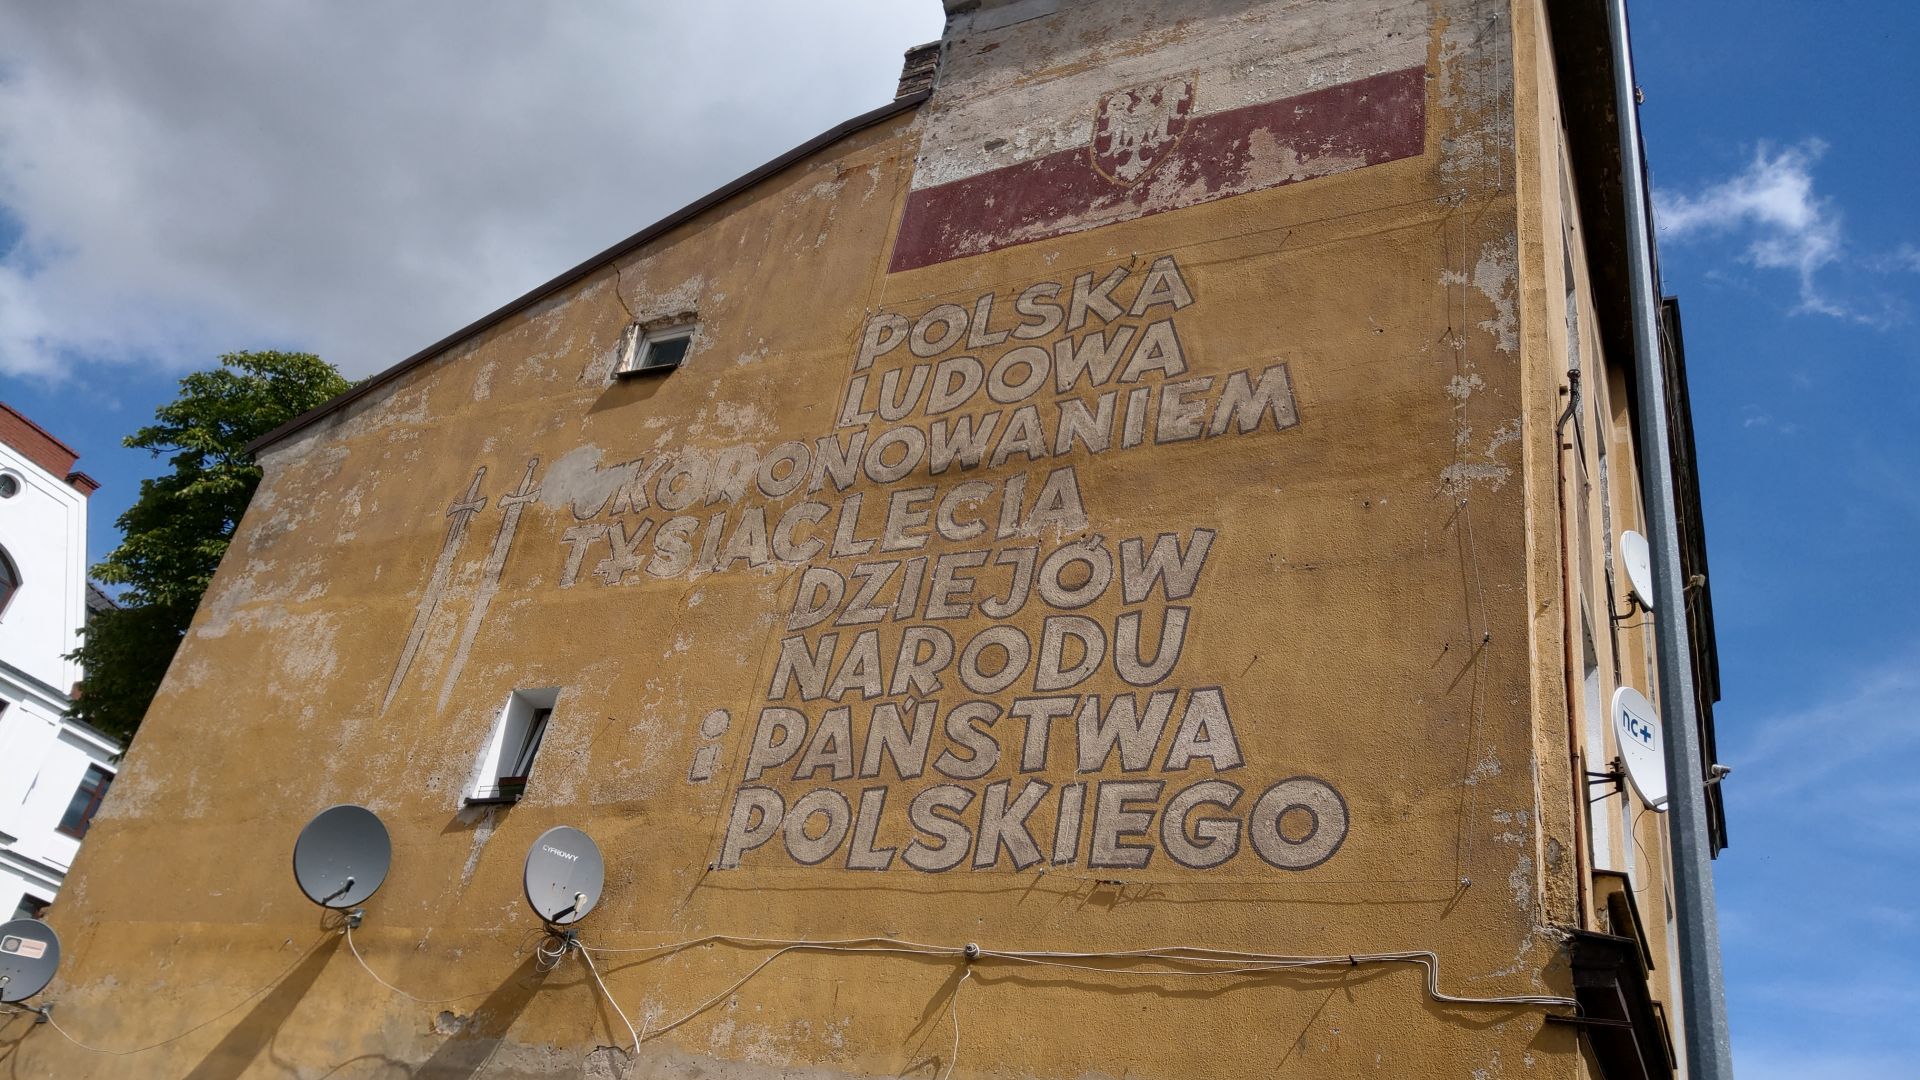 POLSKA
LUDOWA
UKORONOWANIEM
TYSIĄCLECIA
DZIEJÓW
NARODU
i PAŃSTWA
POLSKIEGO
CYFROWY
nc+